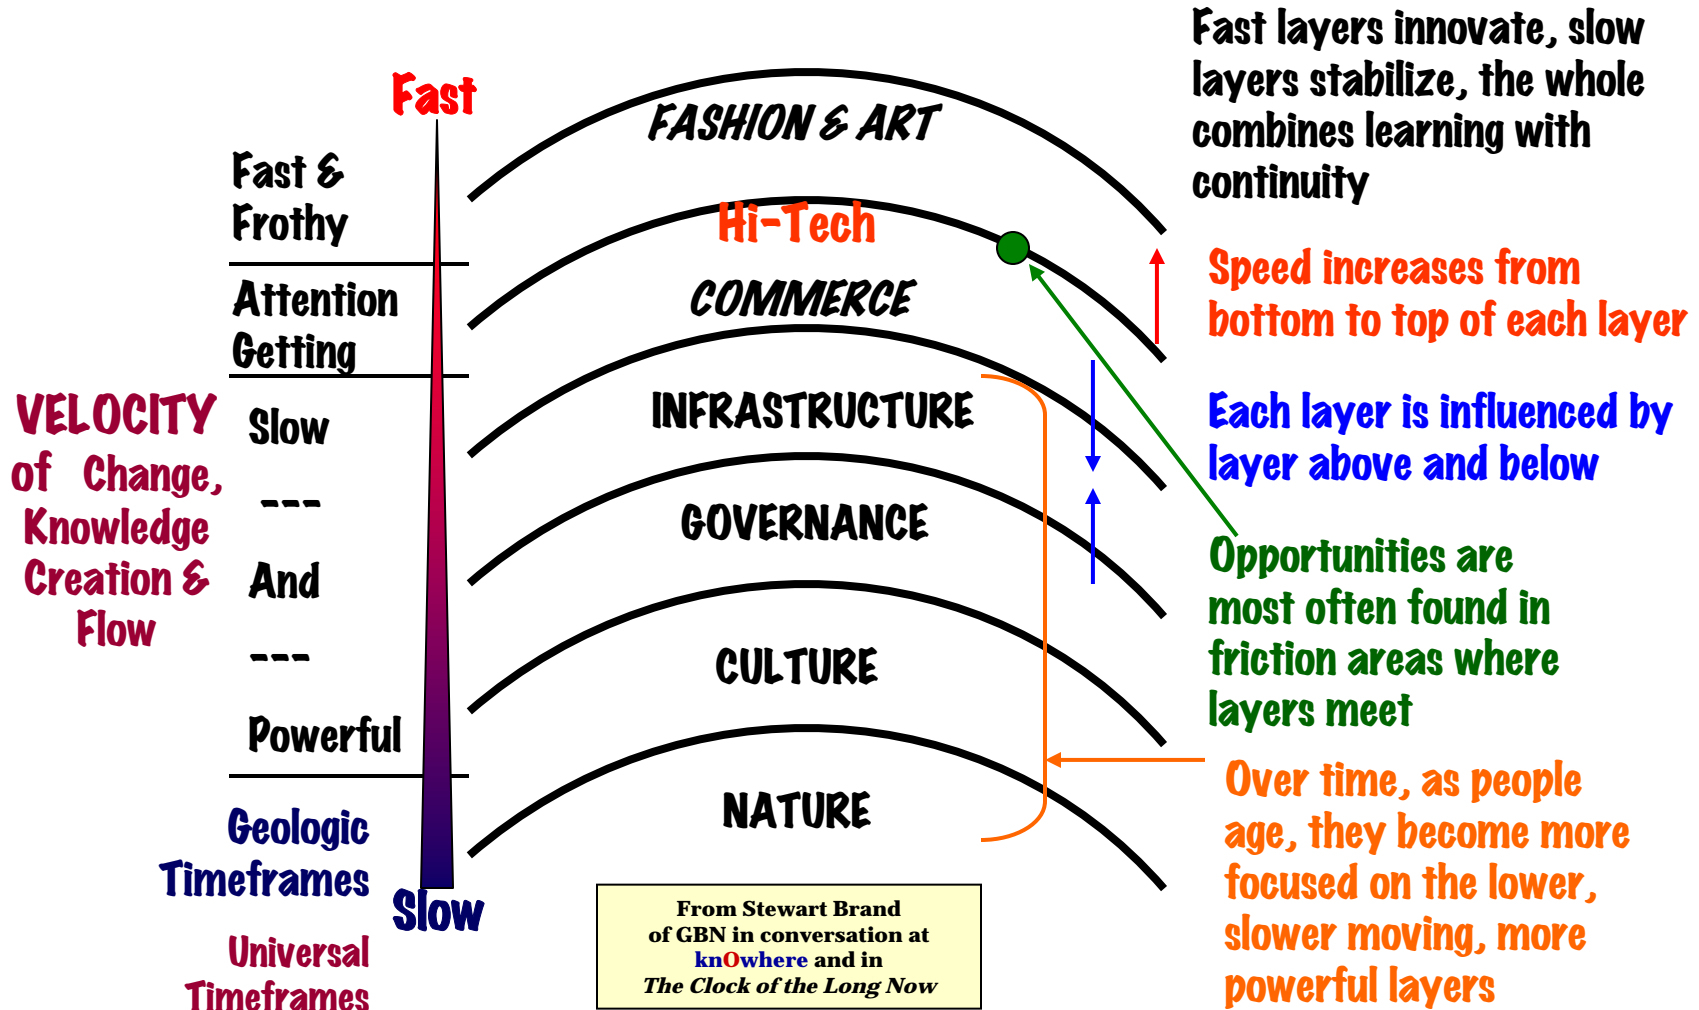 Fast
Fast &
Frothy
Attention
Getting
VELOCITY
of Change,
Knowledge
Creation &
Flow
Slow
---
And
---
Powerful
Geologic
Timeframes
Slow
Universal
Timeframes
FASHION & ART
Hi-Tech
COMMERCE
INFRASTRUCTURE
GOVERNANCE
CULTURE
NATURE
From Stewart Brand
of GBN in conversation at
knOwhere and in
The Clock of the Long Now
Fast layers innovate, slow
layers stabilize, the whole
combines learning with
continuity
Speed increases from
bottom to top of each layer
Each layer is influenced by
layer above and below
Opportunities are
most often found in
friction areas where
layers meet
Over time, as people
age, they become more
focused on the lower,
slower moving, more
powerful layers